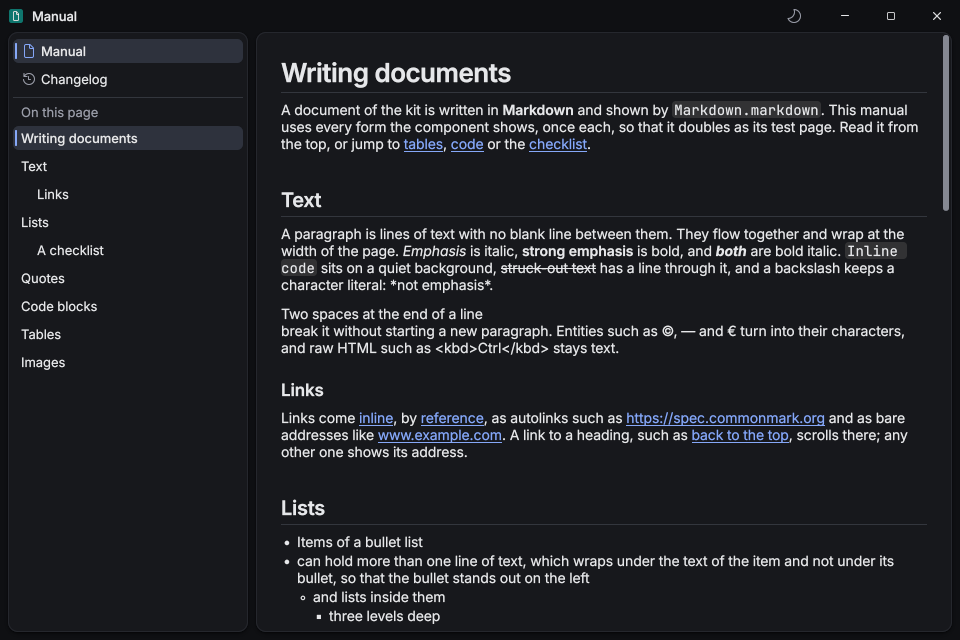 Manual
Manual
Changelog
On this page
Writing documents
Text
Links
Lists
A checklist
Quotes
Code blocks
Tables
Images
Writing documents
A document of the kit is written in Markdown and shown by Markdown.markdown. This manual
uses every form the component shows, once each, so that it doubles as its test page. Read it from
the top, or jump to tables, code or the checklist.
Text
A paragraph is lines of text with no blank line between them. They flow together and wrap at the
width of the page. Emphasis is italic, strong emphasis is bold, and both are bold italic. Inline
code sits on a quiet background, struck-out text has a line through it, and a backslash keeps a
character literal: *not emphasis*.
Two spaces at the end of a line
break it without starting a new paragraph. Entities such as ©, — and € turn into their characters,
and raw HTML such as <kbd>Ctrl</kbd> stays text.
Links
Links come inline, by reference, as autolinks such as https://spec.commonmark.org and as bare
addresses like www.example.com. A link to a heading, such as back to the top, scrolls there; any
other one shows its address.
Lists
• Items of a bullet list
• can hold more than one line of text, which wraps under the text of the item and not under its
bullet, so that the bullet stands out on the left
◦ and lists inside them
▪ three levels deep